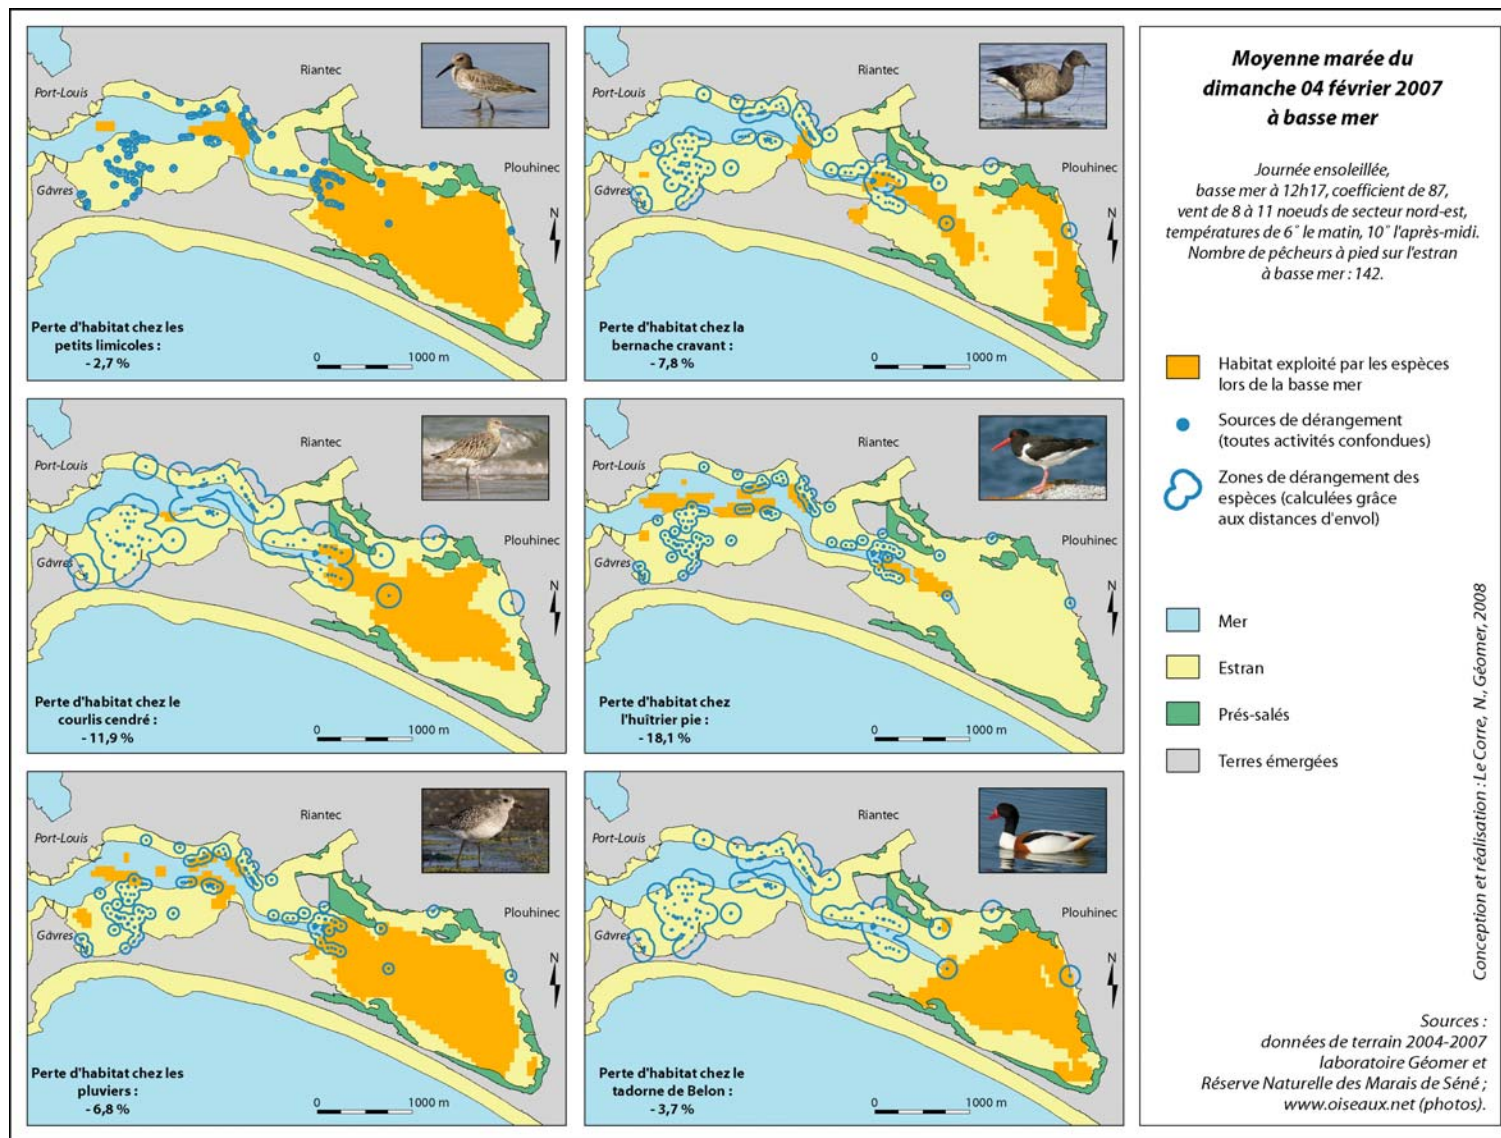 Port-Louis
Riantec
Plouhinec
Gâvres
N
Perte d'habitat chez les
petits limicoles :
- 2,7 %
0 1000 m
Port-Louis
Riantec
Plouhinec
Gâvres
N
Perte d'habitat chez la
bernache cravant :
- 7,8 %
0 1000 m
Port-Louis
Riantec
Plouhinec
Gâvres
N
Perte d'habitat chez le
courlis cendré :
- 11,9 %
0 1000 m
Port-Louis
Riantec
Plouhinec
Gâvres
N
Perte d'habitat chez
l'huîtrier pie :
- 18,1 %
0 1000 m
Port-Louis
Riantec
Plouhinec
Gâvres
N
Perte d'habitat chez les
pluviers :
- 6,8 %
0 1000 m
Port-Louis
Riantec
Plouhinec
Gâvres
N
Perte d'habitat chez le
tadorne de Belon :
- 3,7 %
0 1000 m
Moyenne marée du
dimanche 04 février 2007
à basse mer
Journée ensoleillée,
basse mer à 12h17, coefficient de 87,
vent de 8 à 11 noeuds de secteur nord-est,
températures de 6° le matin, 10° l'après-midi.
Nombre de pêcheurs à pied sur l'estran
à basse mer : 142.
Habitat exploité par les espèces
lors de la basse mer
Sources de dérangement
(toutes activités confondues)
Zones de dérangement des
espèces (calculées grâce
aux distances d'envol)
Mer
Estran
Prés-salés
Terres émergées
Conception et réalisation : Le Corre, N., Géomer, 2008
Sources :
données de terrain 2004-2007
laboratoire Géomer et
Réserve Naturelle des Marais de Séné ;
www.oiseaux.net (photos).